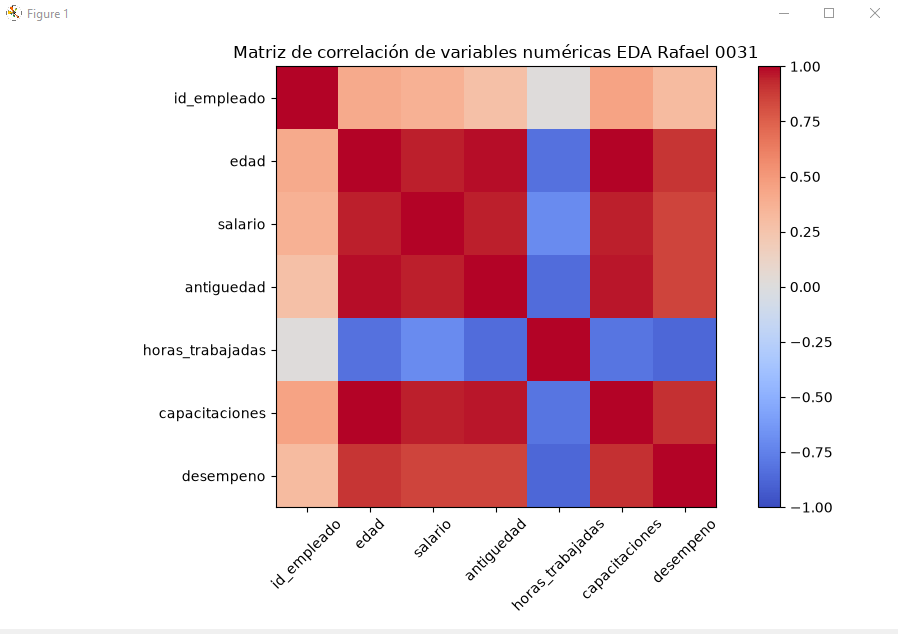 Figure 1
Matriz de correlación de variables numéricas EDA Rafael 0031
id_empleado
edad
salario
antiguedad
horas_trabajadas
capacitaciones
desempeno
id_empleado
edad
salario
antiguedad
horas_trabajadas
capacitaciones
desempeno
1.00
0.75
0.50
0.25
0.00
−0.25
−0.50
−0.75
−1.00